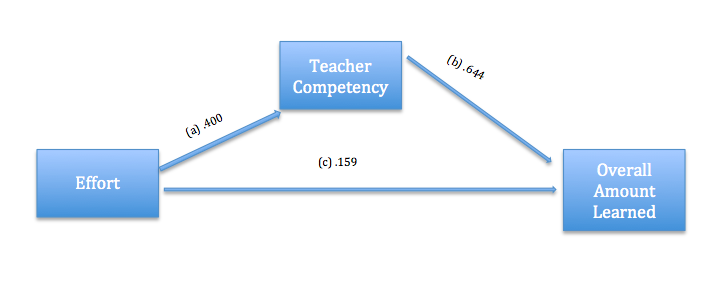 Teacher
Competency
(b) .644
(a) .400
(c) .159
Effort
Overall
Amount
Learned